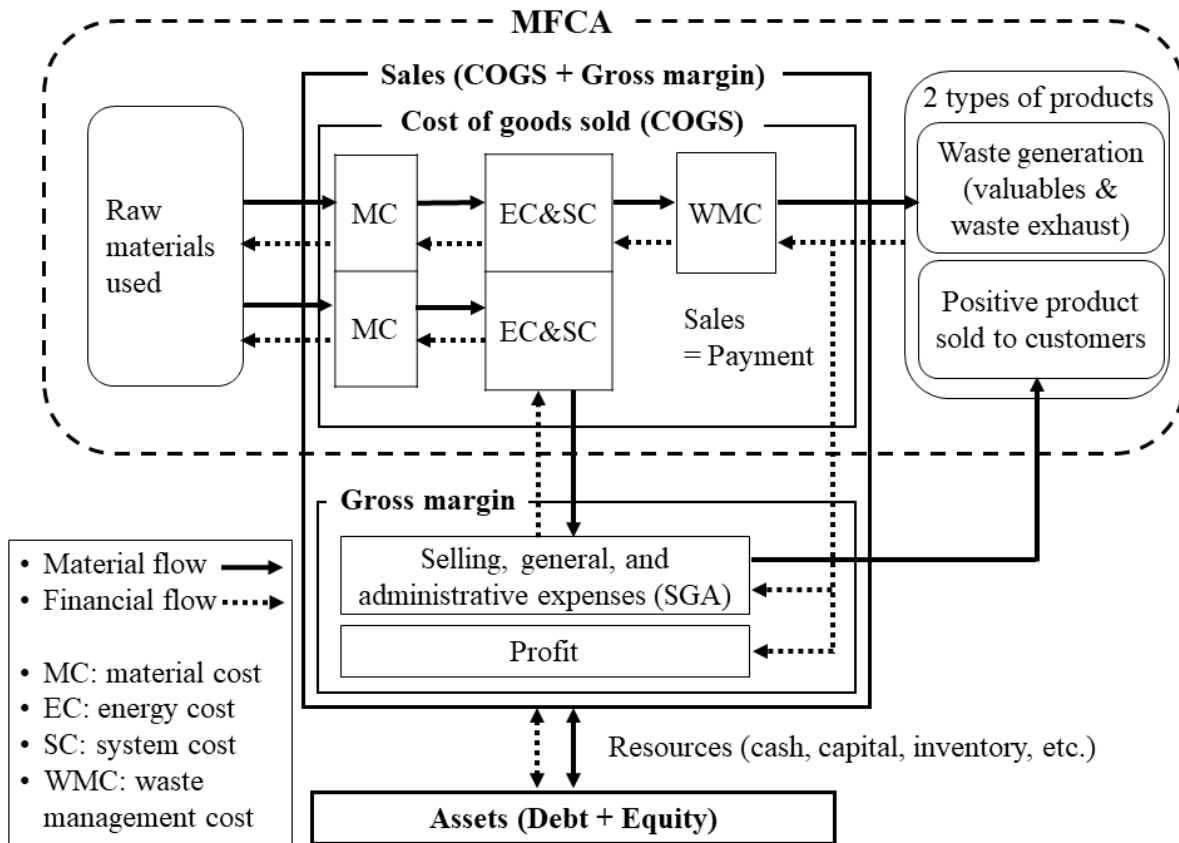 MFCA
Sales (COGS + Gross margin)
Cost of goods sold (COGS)
2 types of products
Raw
materials
used
MC
EC&SC
WMC
MC
EC&SC
Sales
= Payment
Waste generation
(valuables &
waste exhaust)
Positive product
sold to customers
Gross margin
Selling, general, and
administrative expenses (SGA)
Profit
• Material flow
• Financial flow
• MC: material cost
• EC: energy cost
• SC: system cost
• WMC: waste
management cost
Resources (cash, capital, inventory, etc.)
Assets (Debt + Equity)